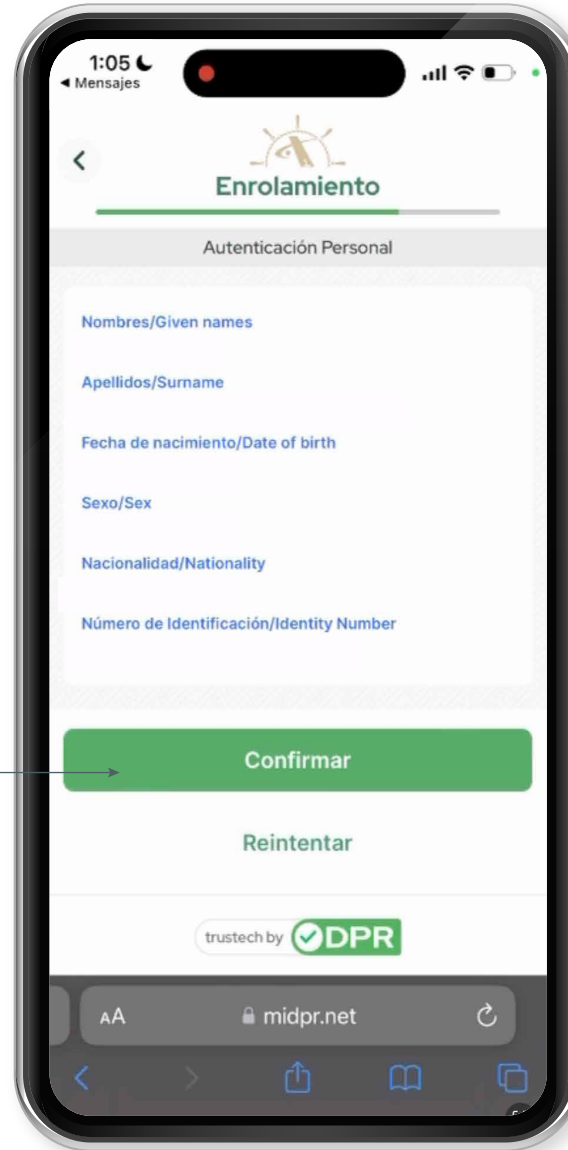 1:05
Mensajes
Enrolamiento
Autenticación Personal
Nombres/Given names
Apellidos/Surname
Fecha de nacimiento/Date of birth
Sexo/Sex
Nacionalidad/Nationality
Número de Identificación/Identity Number
Confirmar
Reintentar
trustech by DPR
AA midpr.net